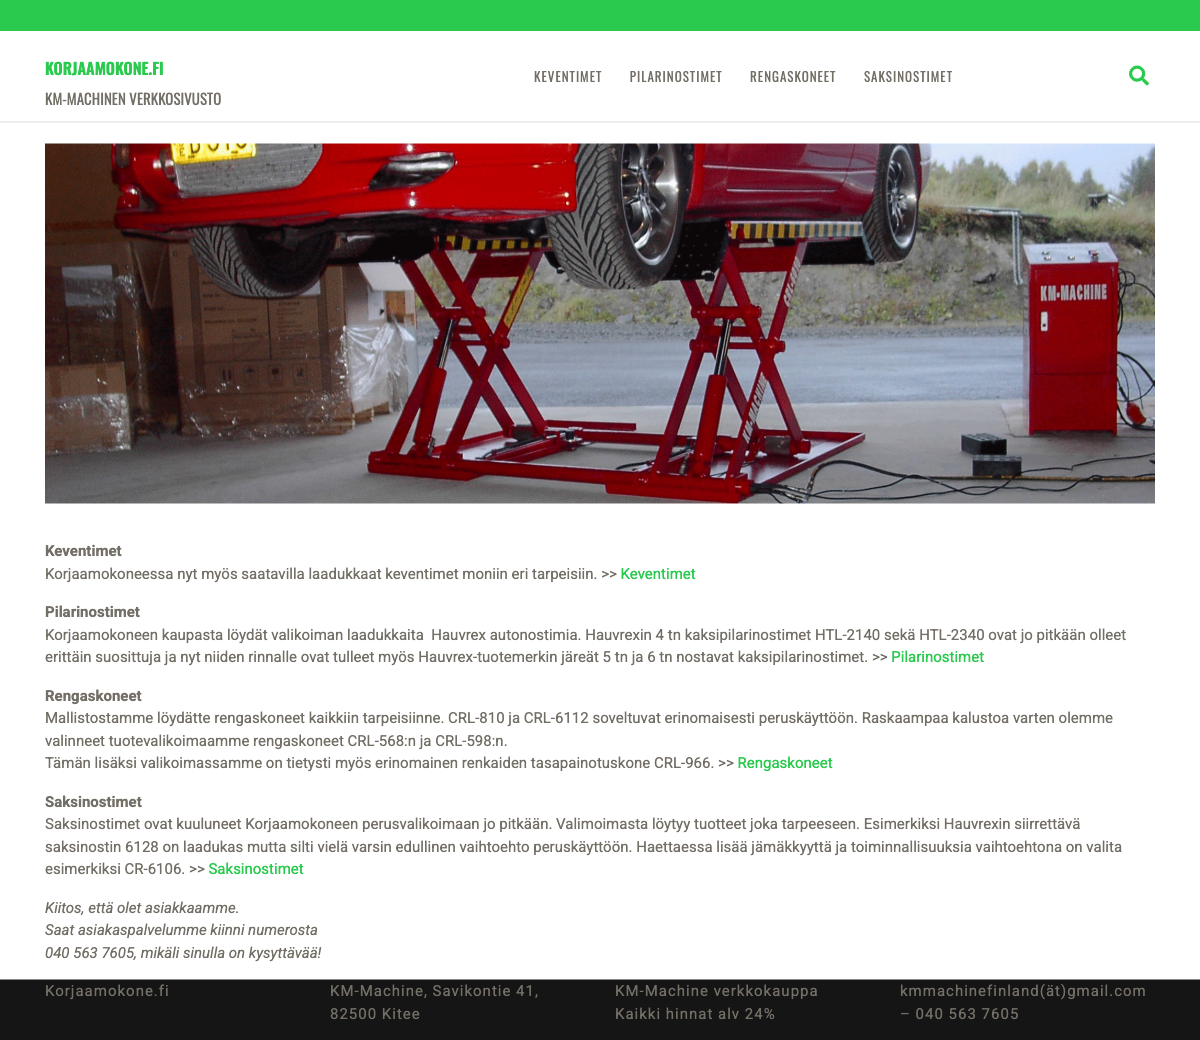 KORJAAMOKONE.FI
KM-MACHINEN VERKKOSIVUSTO
KEVENTIMET PILARINOSTIMET RENGASKONEET SAKSINOSTIMET
KM-MACHINE
KM-MACHINE
Keventimet
Korjaamokoneessa nyt myös saatavilla laadukkaat keventimet moniin eri tarpeisiin. >> Keventimet
Pilarinostimet
Korjaamokoneen kaupasta löydät valikoiman laadukkaita  Hauvrex autonostimia. Hauvrexin 4 tn kaksipilarinostimet HTL-2140 sekä HTL-2340 ovat jo pitkään olleet
erittäin suosittuja ja nyt niiden rinnalle ovat tulleet myös Hauvrex-tuotemerkin järeät 5 tn ja 6 tn nostavat kaksipilarinostimet. >> Pilarinostimet
Rengaskoneet
Mallistostamme löydätte rengaskoneet kaikkiin tarpeisiinne. CRL-810 ja CRL-6112 soveltuvat erinomaisesti peruskäyttöön. Raskaampaa kalustoa varten olemme
valinneet tuotevalikoimaamme rengaskoneet CRL-568:n ja CRL-598:n.
Tämän lisäksi valikoimassamme on tietysti myös erinomainen renkaiden tasapainotuskone CRL-966. >> Rengaskoneet
Saksinostimet
Saksinostimet ovat kuuluneet Korjaamokoneen perusvalikoimaan jo pitkään. Valimoimasta löytyy tuotteet joka tarpeeseen. Esimerkiksi Hauvrexin siirrettävä
saksinostin 6128 on laadukas mutta silti vielä varsin edullinen vaihtoehto peruskäyttöön. Haettaessa lisää jämäkkyyttä ja toiminnallisuuksia vaihtoehtona on valita
esimerkiksi CR-6106. >> Saksinostimet
Kiitos, että olet asiakkaamme.
Saat asiakaspalvelumme kiinni numerosta
040 563 7605, mikäli sinulla on kysyttävää!
Korjaamokone.fi
KM-Machine, Savikontie 41,
82500 Kitee
KM-Machine verkkokauppa
Kaikki hinnat alv 24%
kmmachinefinland(ät)gmail.com
– 040 563 7605